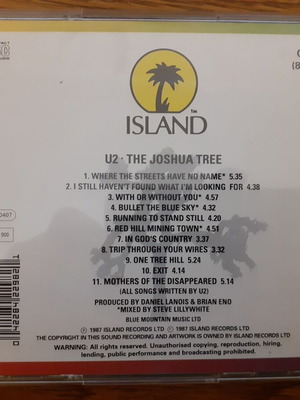 ISLAND
TM
U2 · THE JOSHUA TREE
1. WHERE THE STREETS HAVE NO NAME* 5.35
2. I STILL HAVEN'T FOUND WHAT I'M LOOKING FOR 4.38
3. WITH OR WITHOUT YOU* 4.57
4. BULLET THE BLUE SKY* 4.32
5. RUNNING TO STAND STILL 4.20
6. RED HILL MINING TOWN* 4.51
7. IN GOD'S COUNTRY 3.37
8. TRIP THROUGH YOUR WIRES 3.32
9. ONE TREE HILL 5.24
10. EXIT 4.14
11. MOTHERS OF THE DISAPPEARED 5.14
(ALL SONGS WRITTEN BY U2)
PRODUCED BY DANIEL LANOIS & BRIAN ENO
*MIXED BY STEVE LILLYWHITE
BLUE MOUNTAIN MUSIC LTD
℗ 1987 ISLAND RECORDS LTD © 1987 ISLAND RECORDS LTD
THE COPYRIGHT IN THIS SOUND RECORDING AND ARTWORK IS OWNED BY ISLAND RECORDS LTD
WARNING: All rights reserved. Unauthorised copying, reproduction, hiring,
lending, public performance and broadcasting prohibited.
900